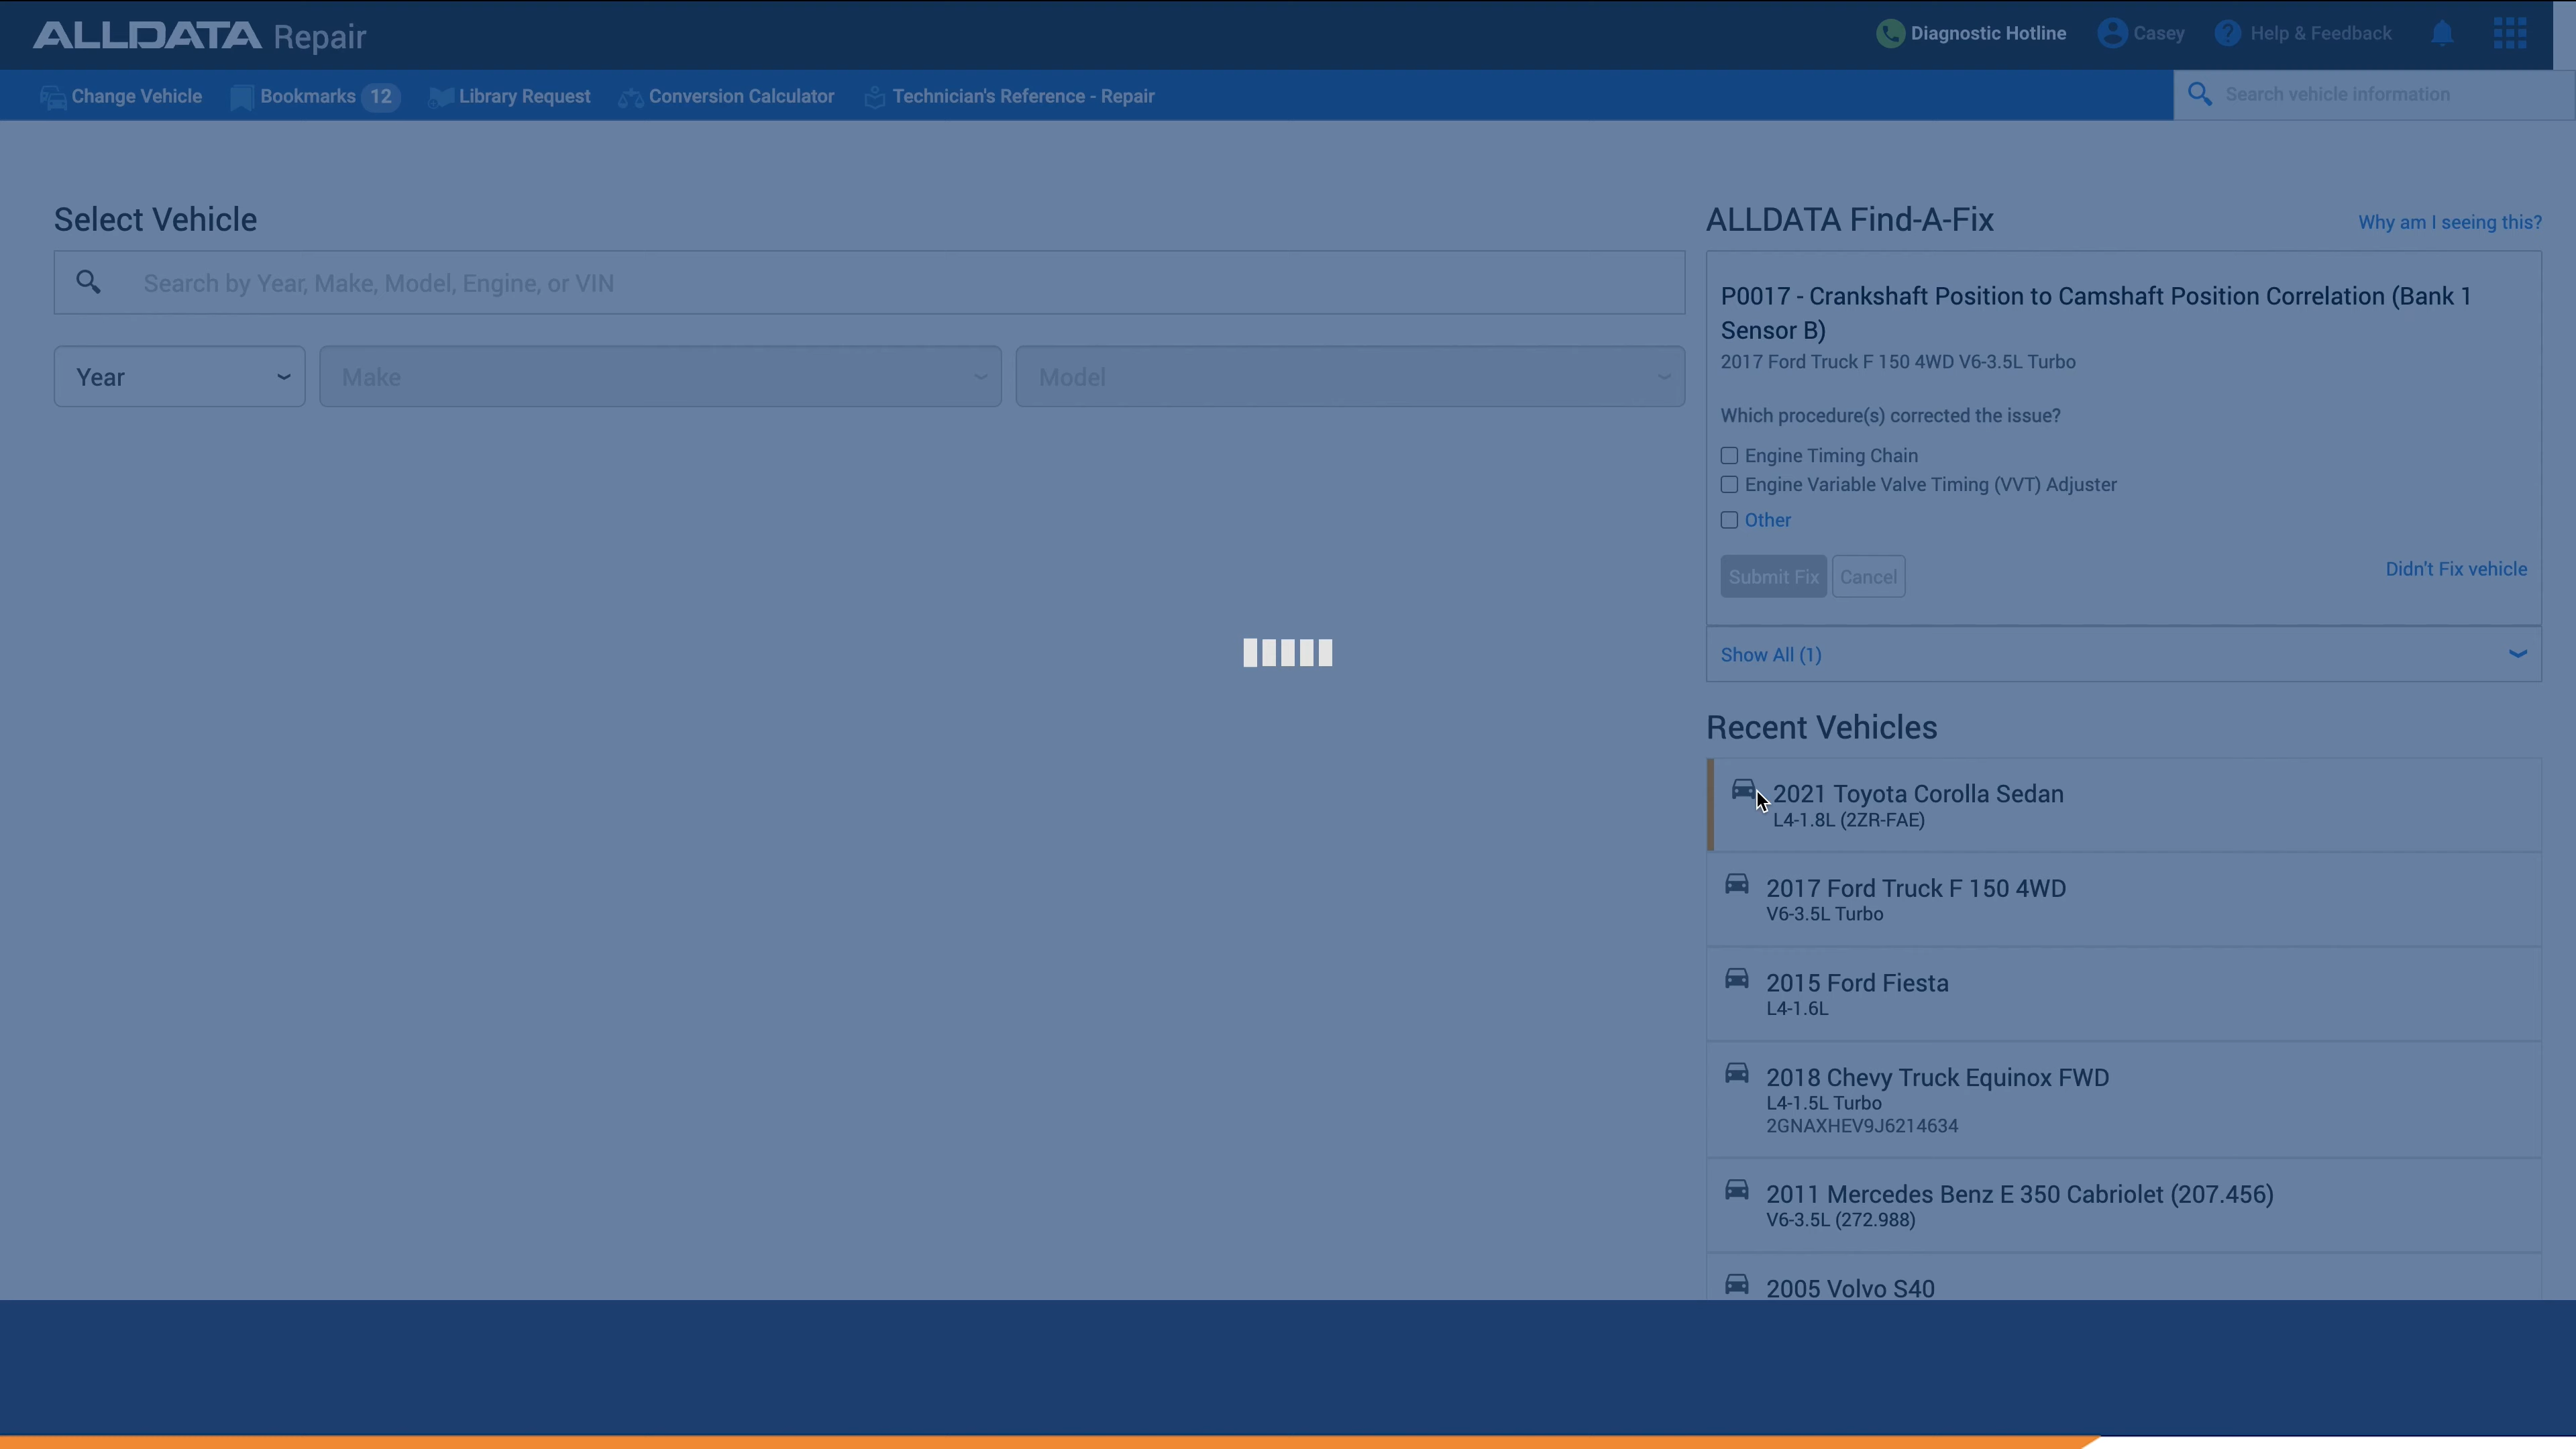 ALLDATA Repair
Diagnostic Hotline
Casey
Help & Feedback
Change Vehicle
Bookmarks 12
Library Request
Conversion Calculator
Technician's Reference - Repair
Search vehicle information
Select Vehicle
Search by Year, Make, Model, Engine, or VIN
Year
Make
Model
ALLDATA Find-A-Fix
Why am I seeing this?
P0017 - Crankshaft Position to Camshaft Position Correlation (Bank 1
Sensor B)
2017 Ford Truck F 150 4WD V6-3.5L Turbo
Which procedure(s) corrected the issue?
Engine Timing Chain
Engine Variable Valve Timing (VVT) Adjuster
Other
Submit Fix
Cancel
Didn't Fix vehicle
Show All (1)
Recent Vehicles
2021 Toyota Corolla Sedan
L4-1.8L (2ZR-FAE)
2017 Ford Truck F 150 4WD
V6-3.5L Turbo
2015 Ford Fiesta
L4-1.6L
2018 Chevy Truck Equinox FWD
L4-1.5L Turbo
2GNAXHEV9J6214634
2011 Mercedes Benz E 350 Cabriolet (207.456)
V6-3.5L (272.988)
2005 Volvo S40